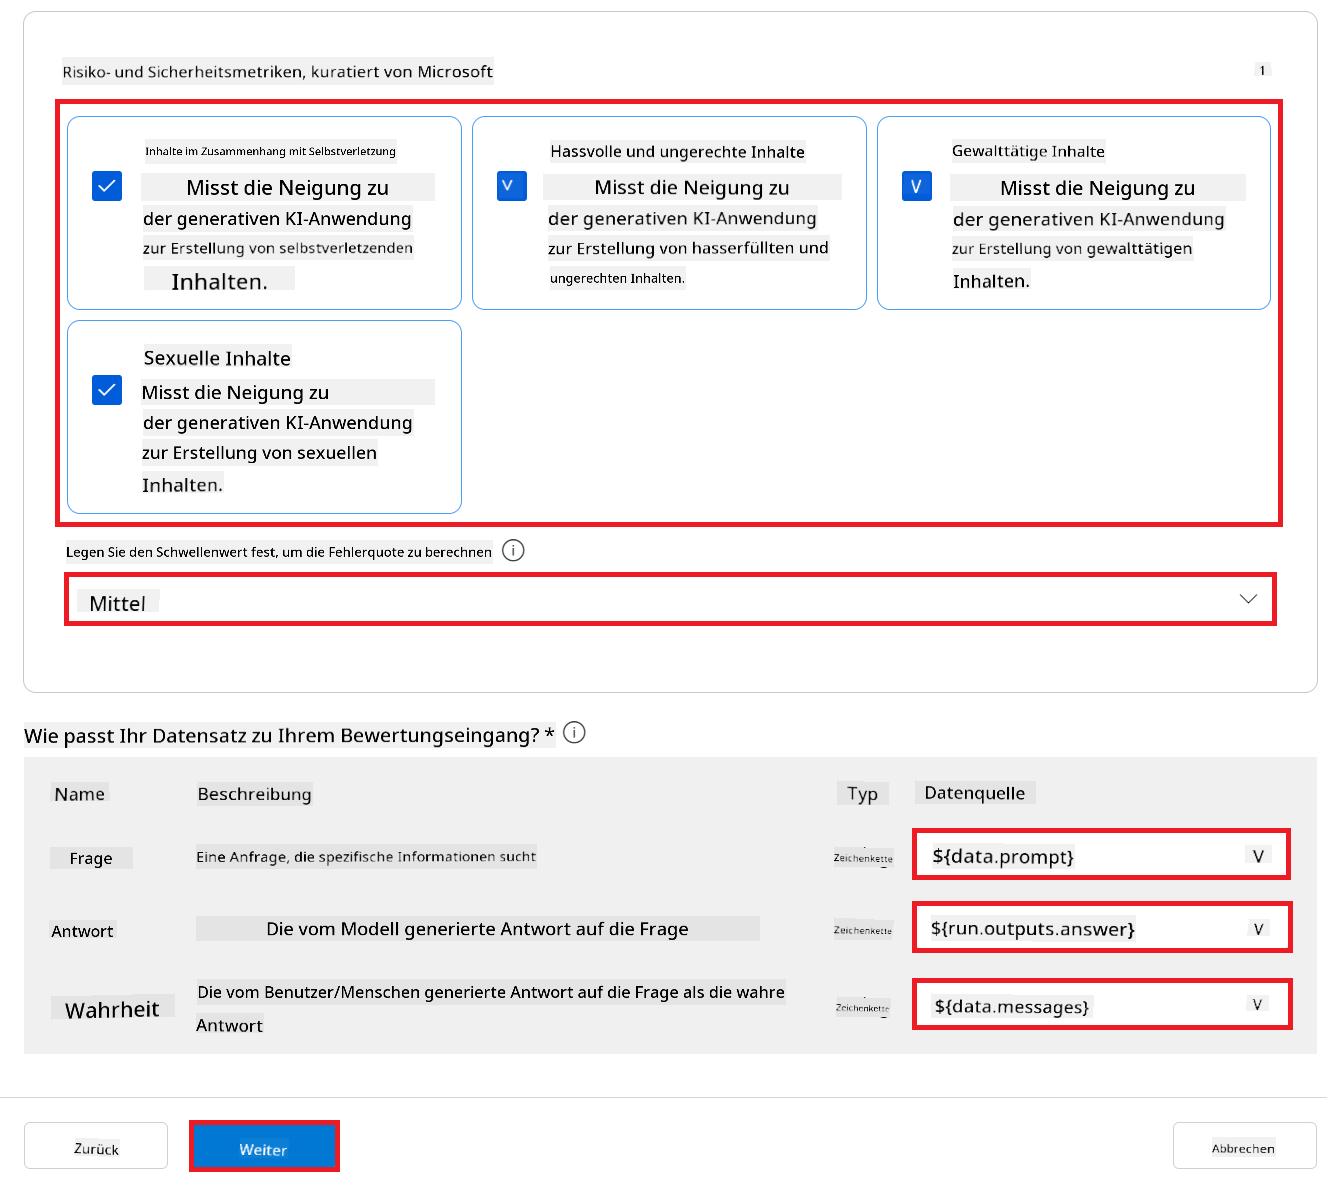 Risiko- und Sicherheitsmetriken, kuratiert von Microsoft
1
Inhalte im Zusammenhang mit Selbstverletzung
Misst die Neigung zu
der generativen KI-Anwendung
zur Erstellung von selbstverletzenden
Inhalten.
Hassvolle und ungerechte Inhalte
V
Misst die Neigung zu
der generativen KI-Anwendung
zur Erstellung von hasserfüllten und
ungerechten Inhalten.
Gewalttätige Inhalte
V
Misst die Neigung zu
der generativen KI-Anwendung
zur Erstellung von gewalttätigen
Inhalten.
Sexuelle Inhalte
Misst die Neigung zu
der generativen KI-Anwendung
zur Erstellung von sexuellen
Inhalten.
Legen Sie den Schwellenwert fest, um die Fehlerquote zu berechnen
Mittel
Wie passt Ihr Datensatz zu Ihrem Bewertungseingang? *
Name Beschreibung Typ Datenquelle
Frage Eine Anfrage, die spezifische Informationen sucht Zeichenkette ${data.prompt} V
Antwort Die vom Modell generierte Antwort auf die Frage Zeichenkette ${run.outputs.answer} V
Wahrheit Die vom Benutzer/Menschen generierte Antwort auf die Frage als die wahre Zeichenkette ${data.messages} V
Antwort
Zurück Weiter Abbrechen